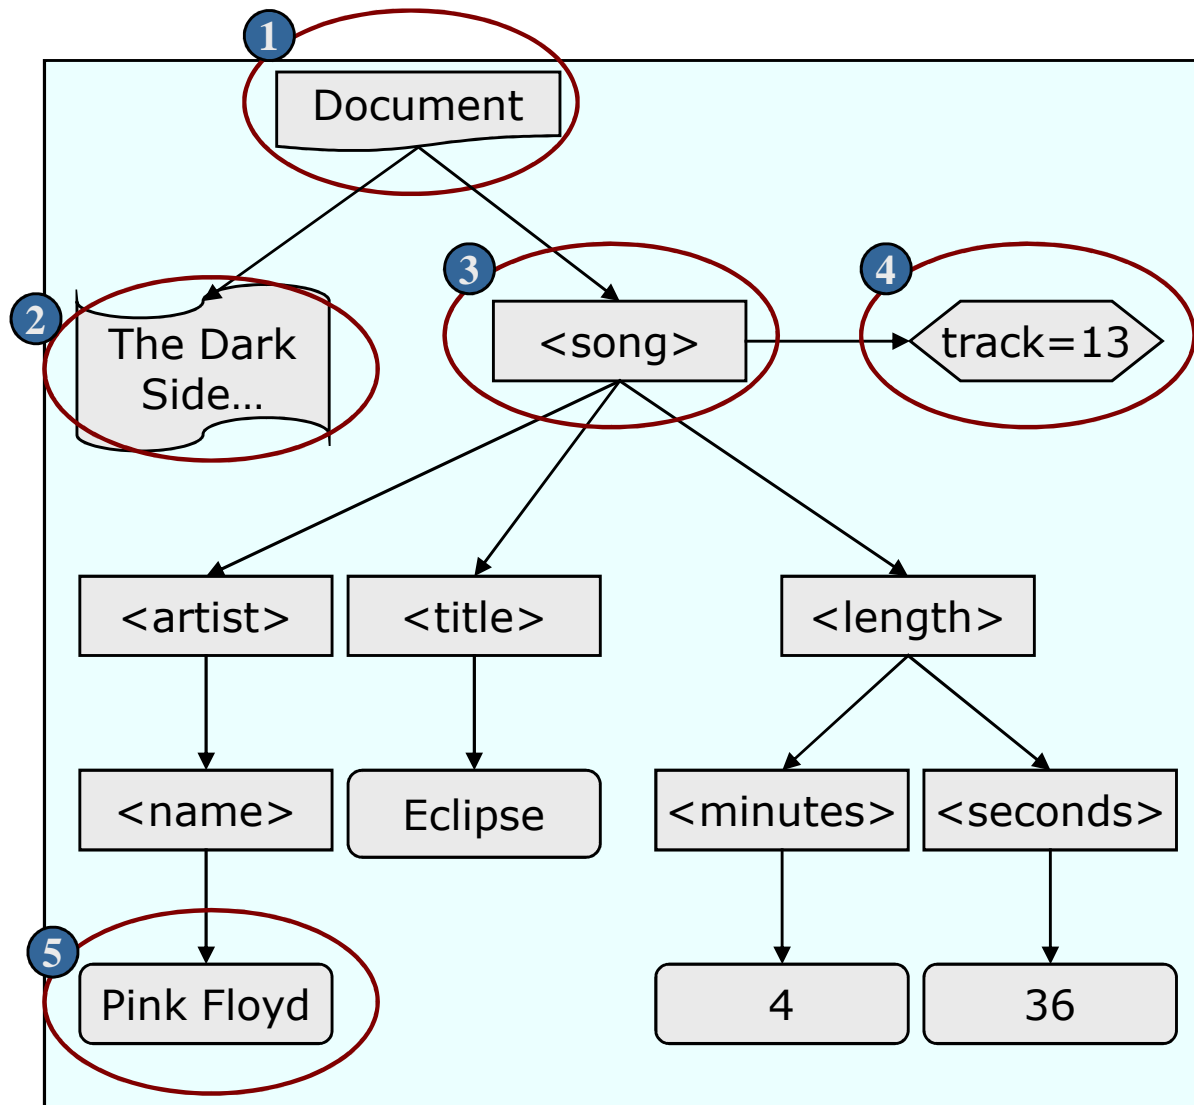 1
Document
2
The Dark
Side…
3
<song>
4
track=13
<artist>
<title>
<length>
<name>
Eclipse
<minutes>
<seconds>
5
Pink Floyd
4
36